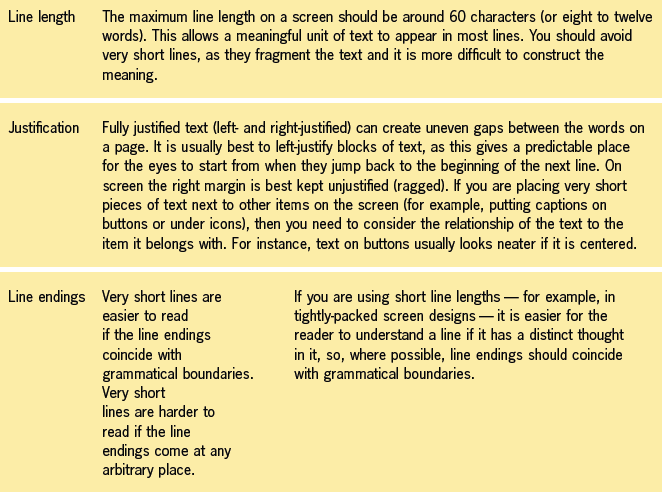 Line length
The maximum line length on a screen should be around 60 characters (or eight to twelve
words). This allows a meaningful unit of text to appear in most lines. You should avoid
very short lines, as they fragment the text and it is more difficult to construct the
meaning.
Justification
Fully justified text (left- and right-justified) can create uneven gaps between the words on
a page. It is usually best to left-justify blocks of text, as this gives a predictable place
for the eyes to start from when they jump back to the beginning of the next line. On
screen the right margin is best kept unjustified (ragged). If you are placing very short
pieces of text next to other items on the screen (for example, putting captions on
buttons or under icons), then you need to consider the relationship of the text to the
item it belongs with. For instance, text on buttons usually looks neater if it is centered.
Line endings
Very short lines are
easier to read
if the line endings
coincide with
grammatical boundaries.
Very short
lines are harder to
read if the line
endings come at any
arbitrary place.
If you are using short line lengths — for example, in
tightly-packed screen designs — it is easier for the
reader to understand a line if it has a distinct thought
in it, so, where possible, line endings should coincide
with grammatical boundaries.